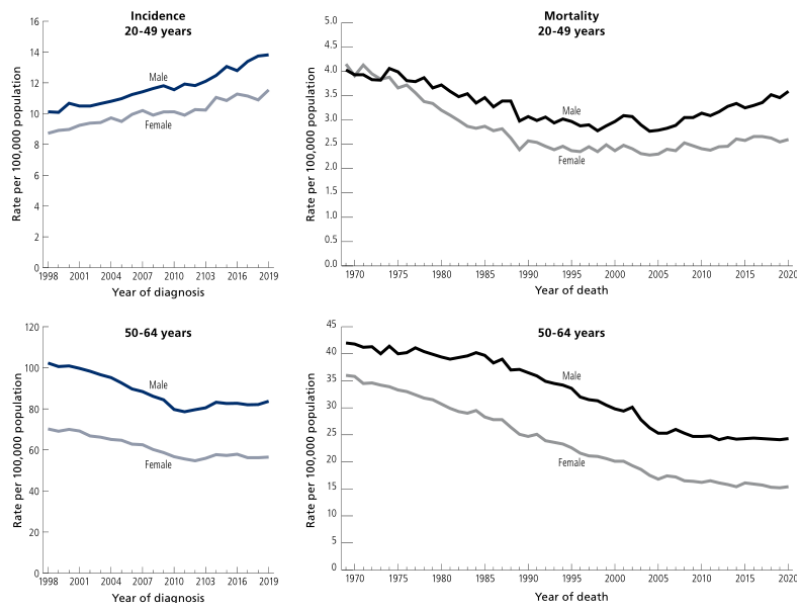 Incidence
20-49 years
Rate per 100,000 population
16
14
12
10
8
6
4
2
0
Male
Female
1998 2001 2004 2007 2010 2103 2016 2019
Year of diagnosis
Mortality
20-49 years
Rate per 100,000 population
5.0
4.5
4.0
3.5
3.0
2.5
2.0
1.5
1.0
0.5
0.0
Male
Female
1970 1975 1980 1985 1990 1995 2000 2005 2010 2015 2020
Year of death
50-64 years
Rate per 100,000 population
120
100
80
60
40
20
0
Male
Female
1998 2001 2004 2007 2010 2103 2016 2019
Year of diagnosis
50-64 years
Rate per 100,000 population
45
40
35
30
25
20
15
10
5
0
Male
Female
1970 1975 1980 1985 1990 1995 2000 2005 2010 2015 2020
Year of death